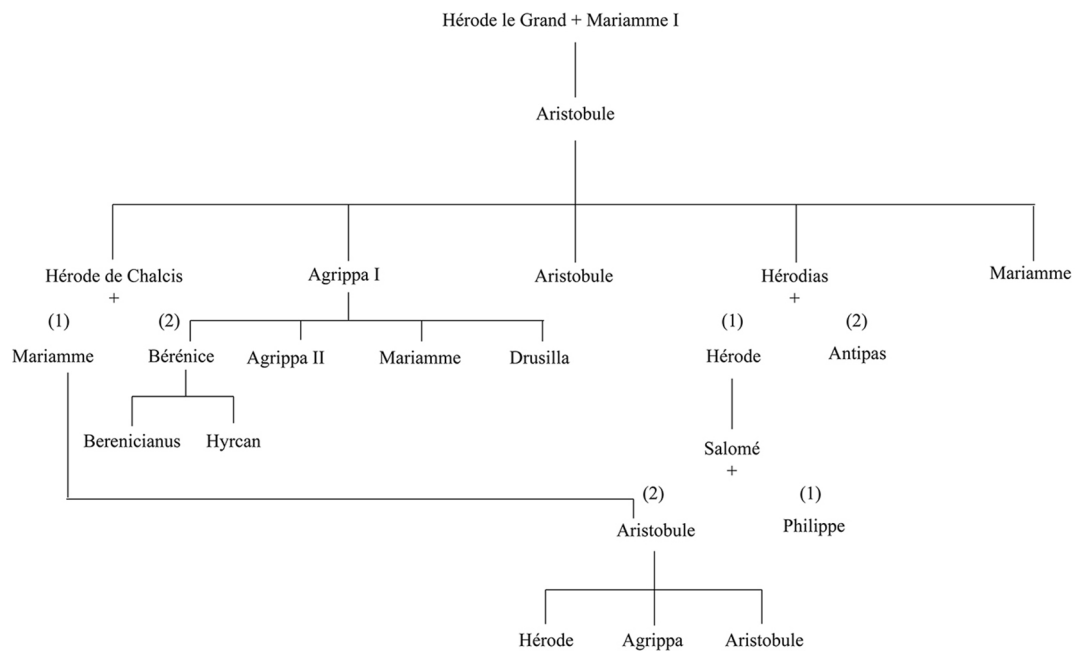 Hérode le Grand + Mariamme I
Aristobule
Hérode de Chalcis Agrippa I Aristobule Hérodias Mariamme
+ +
(1) (2) (1) (2)
Mariamme Bérénice Agrippa II Mariamme Drusilla Hérode Antipas
Berenicianus Hyrcan Salomé
+
(2) (1)
Aristobule Philippe
Hérode Agrippa Aristobule